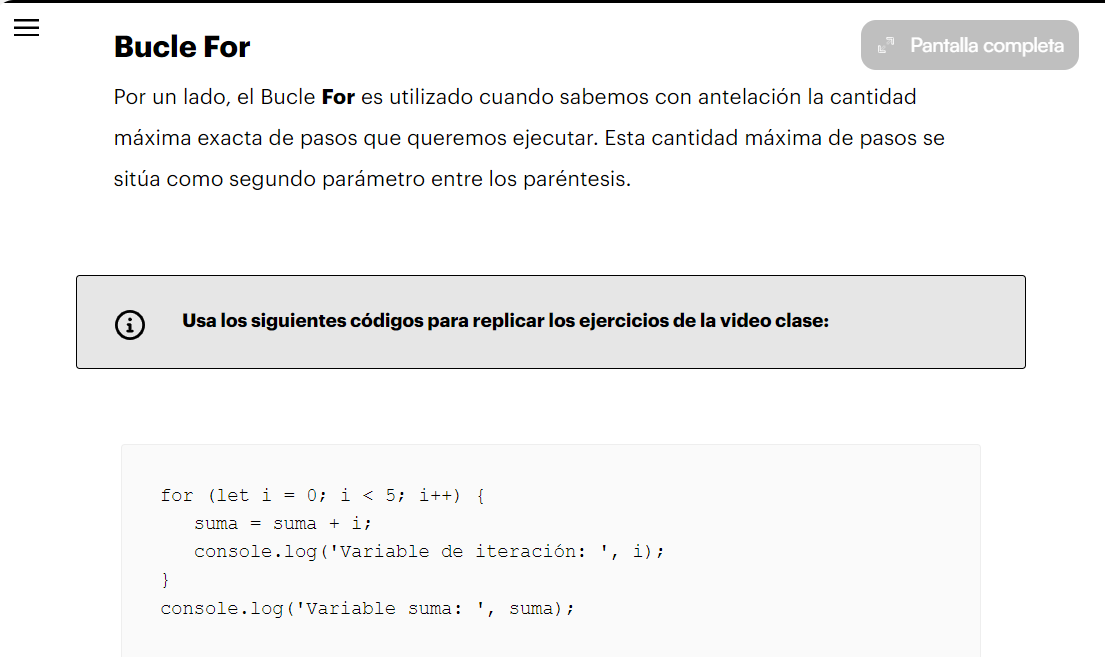 Bucle For
Pantalla completa
Por un lado, el Bucle For es utilizado cuando sabemos con antelación la cantidad
máxima exacta de pasos que queremos ejecutar. Esta cantidad máxima de pasos se
sitúa como segundo parámetro entre los paréntesis.
Usa los siguientes códigos para replicar los ejercicios de la video clase:
for (let i = 0; i < 5; i++) {
   suma = suma + i;
   console.log('Variable de iteración: ', i);
}
console.log('Variable suma: ', suma);